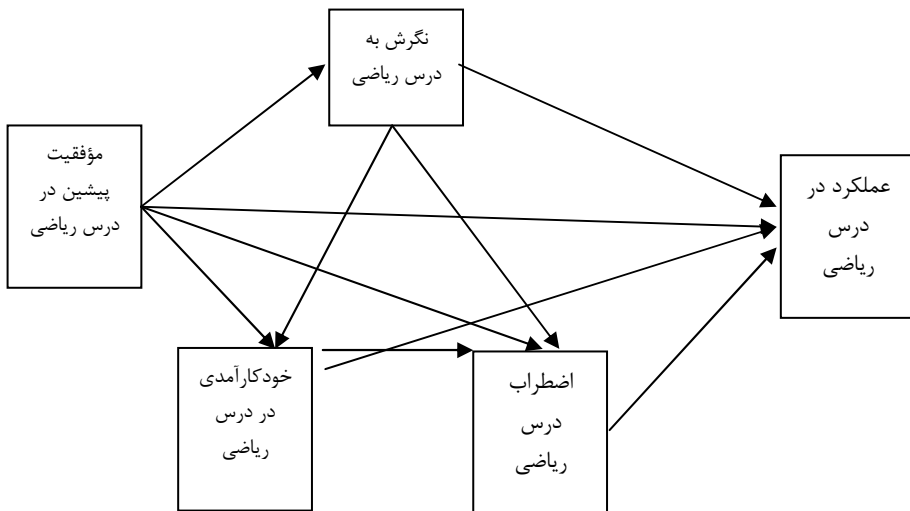 نگرش به
درس ریاضی
مؤفقیت
پیشین در
درس ریاضی
عملکرد در
درس
ریاضی
خودکارآمدی
در درس
ریاضی
اضطراب
درس
ریاضی